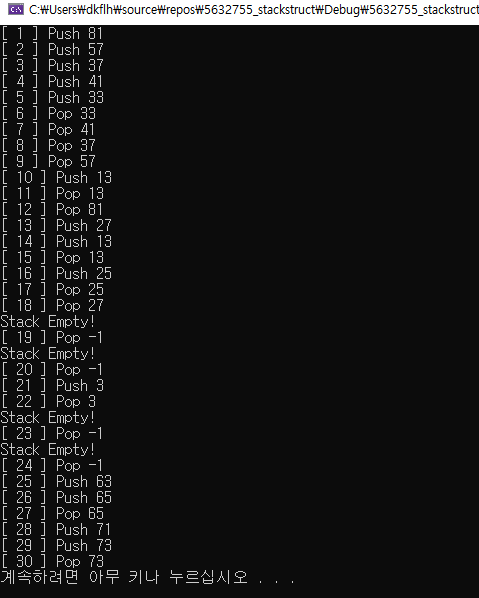 C:\Users\dkflh\source\repos\5632755_stackstruct\Debug\5632755_stackstruct
[ 1 ] Push 81
[ 2 ] Push 57
[ 3 ] Push 37
[ 4 ] Push 41
[ 5 ] Push 33
[ 6 ] Pop 33
[ 7 ] Pop 41
[ 8 ] Pop 37
[ 9 ] Pop 57
[ 10 ] Push 13
[ 11 ] Pop 13
[ 12 ] Pop 81
[ 13 ] Push 27
[ 14 ] Push 13
[ 15 ] Pop 13
[ 16 ] Push 25
[ 17 ] Pop 25
[ 18 ] Pop 27
Stack Empty!
[ 19 ] Pop -1
Stack Empty!
[ 20 ] Pop -1
[ 21 ] Push 3
[ 22 ] Pop 3
Stack Empty!
[ 23 ] Pop -1
Stack Empty!
[ 24 ] Pop -1
[ 25 ] Push 63
[ 26 ] Push 65
[ 27 ] Pop 65
[ 28 ] Push 71
[ 29 ] Push 73
[ 30 ] Pop 73
계속하려면 아무 키나 누르십시오 . . .